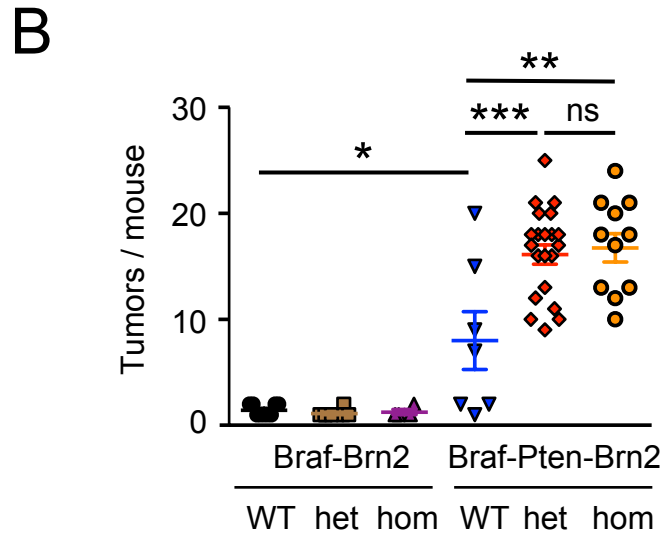 B
**
*** ns
*
30
20
10
0
Tumors / mouse
Braf-Brn2 Braf-Pten-Brn2
WT het hom WT het hom